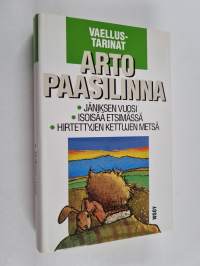 VAELLUS-
TARINAT
ARTO
PAASILINNA
• JÄNIKSEN VUOSI
• ISOISÄÄ ETSIMÄSSÄ
• HIRTETTYJEN KETTUJEN METSÄ
WSOY